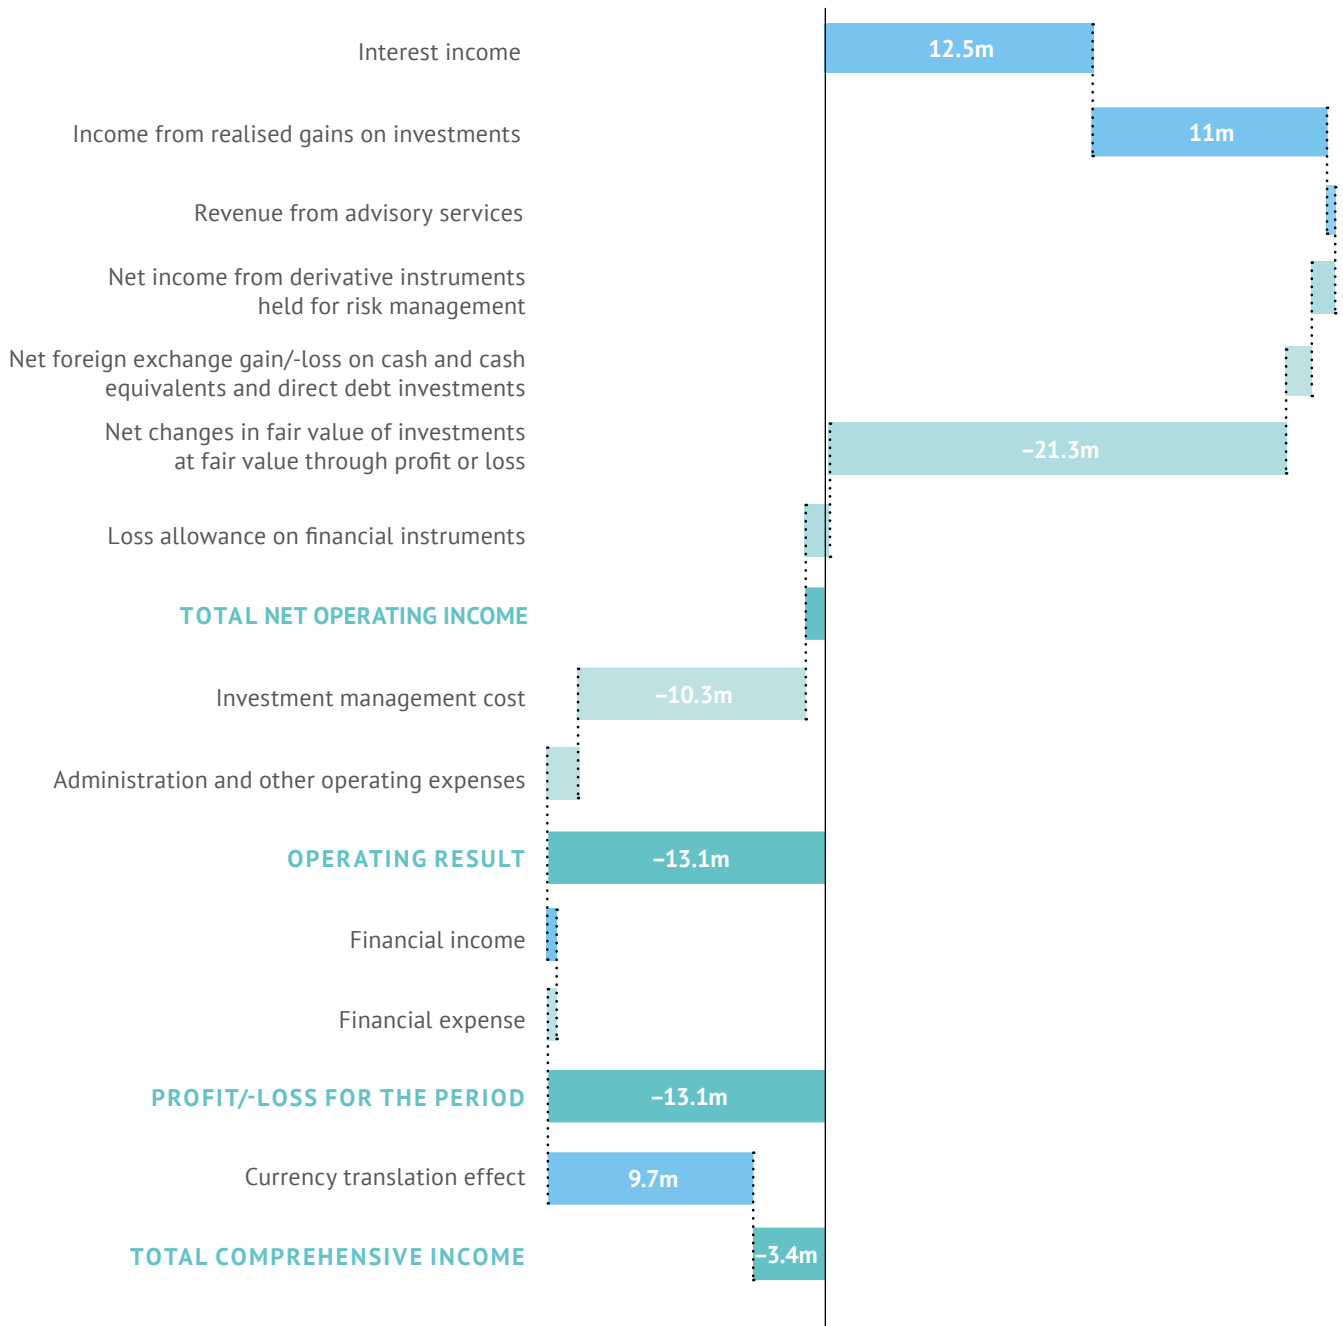 Interest income 12.5m
Income from realised gains on investments 11m
Revenue from advisory services
Net income from derivative instruments
held for risk management
Net foreign exchange gain/-loss on cash and cash
equivalents and direct debt investments
Net changes in fair value of investments
at fair value through profit or loss
–21.3m
Loss allowance on financial instruments
TOTAL NET OPERATING INCOME
Investment management cost –10.3m
Administration and other operating expenses
OPERATING RESULT –13.1m
Financial income
Financial expense
PROFIT/-LOSS FOR THE PERIOD –13.1m
Currency translation effect 9.7m
TOTAL COMPREHENSIVE INCOME –3.4m